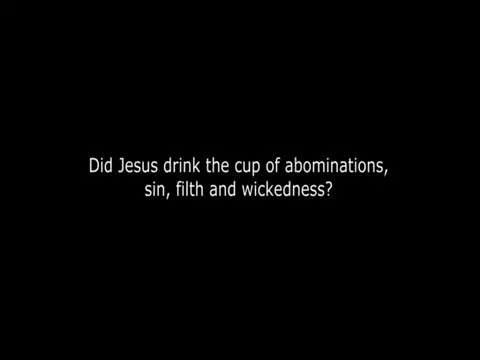 Did Jesus drink the cup of abominations,
sin, filth and wickedness?